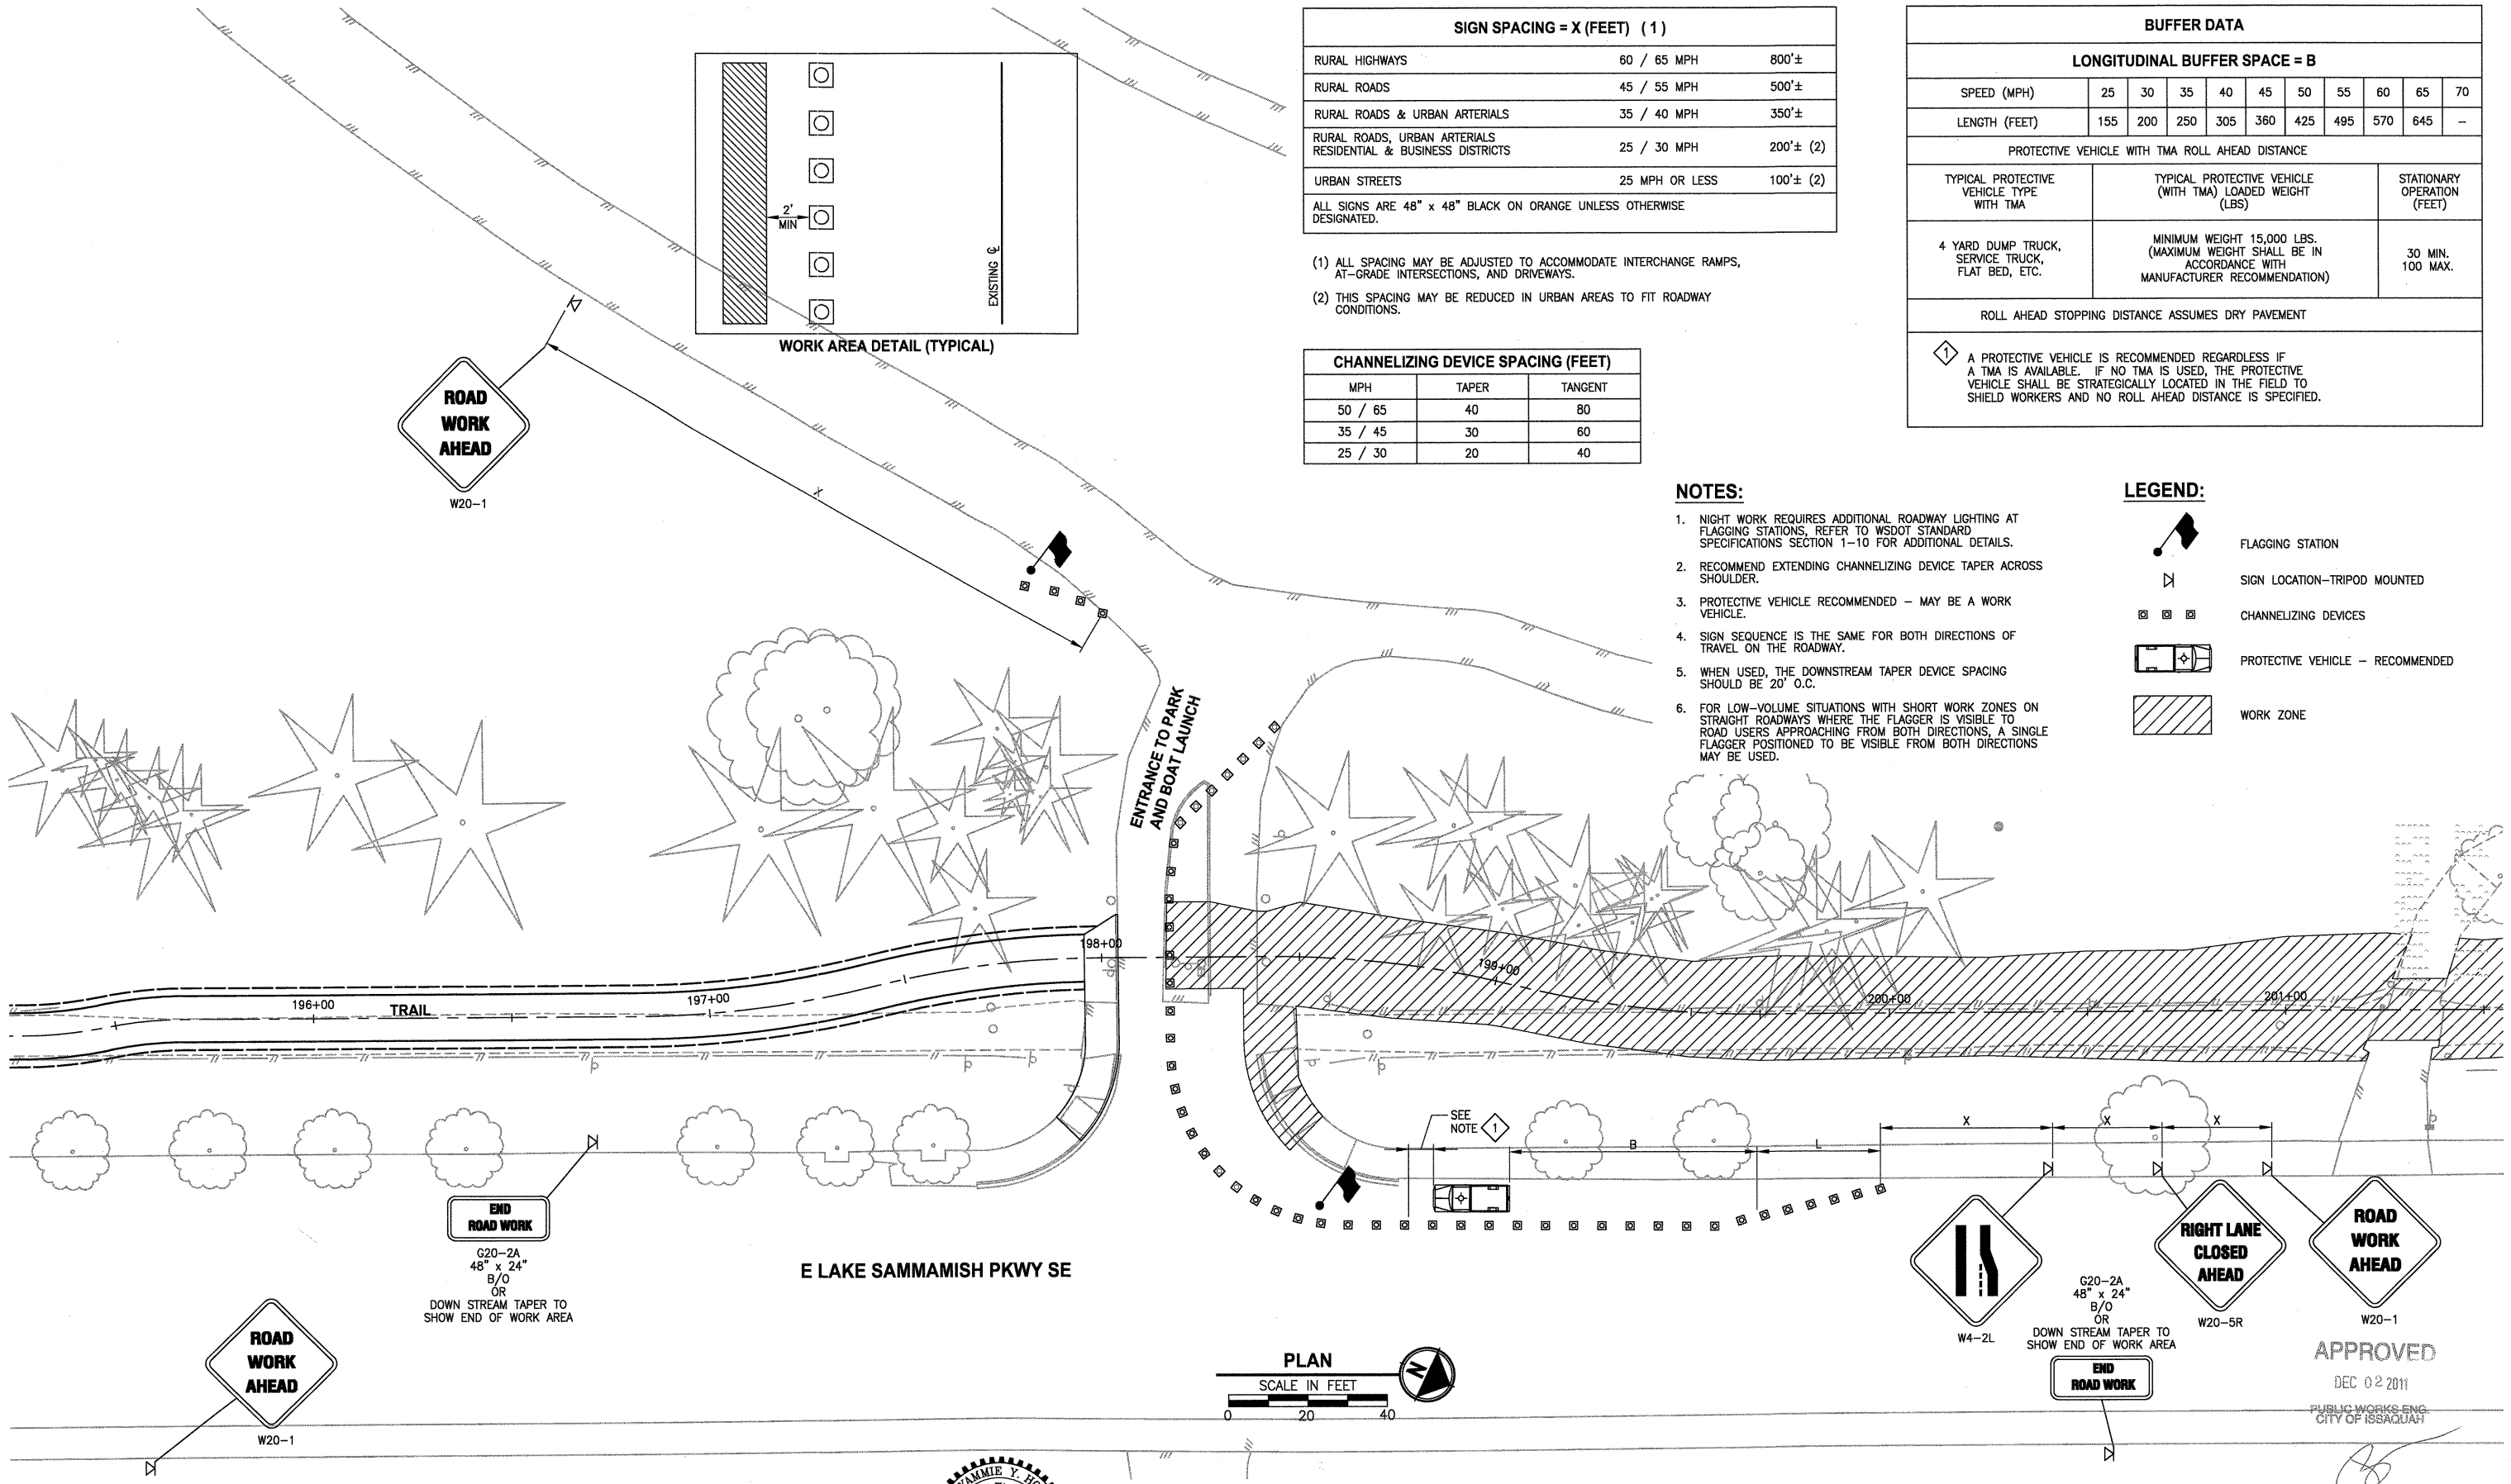 SIGN SPACING = X (FEET) (1)
RURAL HIGHWAYS 60 / 65 MPH 800'±
RURAL ROADS 45 / 55 MPH 500'±
RURAL ROADS & URBAN ARTERIALS 35 / 40 MPH 350'±
RURAL ROADS, URBAN ARTERIALS
RESIDENTIAL & BUSINESS DISTRICTS 25 / 30 MPH 200'± (2)
URBAN STREETS 25 MPH OR LESS 100'± (2)
ALL SIGNS ARE 48" x 48" BLACK ON ORANGE UNLESS OTHERWISE
DESIGNATED.
(1) ALL SPACING MAY BE ADJUSTED TO ACCOMMODATE INTERCHANGE RAMPS,
AT-GRADE INTERSECTIONS, AND DRIVEWAYS.
(2) THIS SPACING MAY BE REDUCED IN URBAN AREAS TO FIT ROADWAY
CONDITIONS.
CHANNELIZING DEVICE SPACING (FEET)
MPH TAPER TANGENT
50 / 65 40 80
35 / 45 30 60
25 / 30 20 40
BUFFER DATA
LONGITUDINAL BUFFER SPACE = B
SPEED (MPH) 25 30 35 40 45 50 55 60 65 70
LENGTH (FEET) 155 200 250 305 360 425 495 570 645 –
PROTECTIVE VEHICLE WITH TMA ROLL AHEAD DISTANCE
TYPICAL PROTECTIVE
VEHICLE TYPE
WITH TMA
TYPICAL PROTECTIVE VEHICLE
(WITH TMA) LOADED WEIGHT
(LBS)
STATIONARY
OPERATION
(FEET)
4 YARD DUMP TRUCK,
SERVICE TRUCK,
FLAT BED, ETC.
MINIMUM WEIGHT 15,000 LBS.
(MAXIMUM WEIGHT SHALL BE IN
ACCORDANCE WITH
MANUFACTURER RECOMMENDATION)
30 MIN.
100 MAX.
ROLL AHEAD STOPPING DISTANCE ASSUMES DRY PAVEMENT
1 A PROTECTIVE VEHICLE IS RECOMMENDED REGARDLESS IF
A TMA IS AVAILABLE. IF NO TMA IS USED, THE PROTECTIVE
VEHICLE SHALL BE STRATEGICALLY LOCATED IN THE FIELD TO
SHIELD WORKERS AND NO ROLL AHEAD DISTANCE IS SPECIFIED.
2'
MIN
EXISTING ℄
WORK AREA DETAIL (TYPICAL)
ROAD
WORK
AHEAD
W20-1
X
NOTES:
1. NIGHT WORK REQUIRES ADDITIONAL ROADWAY LIGHTING AT
FLAGGING STATIONS, REFER TO WSDOT STANDARD
SPECIFICATIONS SECTION 1-10 FOR ADDITIONAL DETAILS.
2. RECOMMEND EXTENDING CHANNELIZING DEVICE TAPER ACROSS
SHOULDER.
3. PROTECTIVE VEHICLE RECOMMENDED – MAY BE A WORK
VEHICLE.
4. SIGN SEQUENCE IS THE SAME FOR BOTH DIRECTIONS OF
TRAVEL ON THE ROADWAY.
5. WHEN USED, THE DOWNSTREAM TAPER DEVICE SPACING
SHOULD BE 20' O.C.
6. FOR LOW-VOLUME SITUATIONS WITH SHORT WORK ZONES ON
STRAIGHT ROADWAYS WHERE THE FLAGGER IS VISIBLE TO
ROAD USERS APPROACHING FROM BOTH DIRECTIONS, A SINGLE
FLAGGER POSITIONED TO BE VISIBLE FROM BOTH DIRECTIONS
MAY BE USED.
LEGEND:
FLAGGING STATION
SIGN LOCATION-TRIPOD MOUNTED
CHANNELIZING DEVICES
PROTECTIVE VEHICLE – RECOMMENDED
WORK ZONE
ENTRANCE TO PARK
AND BOAT LAUNCH
196+00
TRAIL
197+00
198+00
199+00
200+00
201+00
SEE
NOTE 1
B
L
X
X
X
END
ROAD WORK
G20-2A
48" x 24"
B/O
OR
DOWN STREAM TAPER TO
SHOW END OF WORK AREA
ROAD
WORK
AHEAD
W20-1
E LAKE SAMMAMISH PKWY SE
W4-2L
RIGHT LANE
CLOSED
AHEAD
W20-5R
ROAD
WORK
AHEAD
W20-1
G20-2A
48" x 24"
B/O
OR
DOWN STREAM TAPER TO
SHOW END OF WORK AREA
END
ROAD WORK
PLAN
SCALE IN FEET
0 20 40
N
APPROVED
DEC 02 2011
PUBLIC WORKS ENG.
CITY OF ISSAQUAH